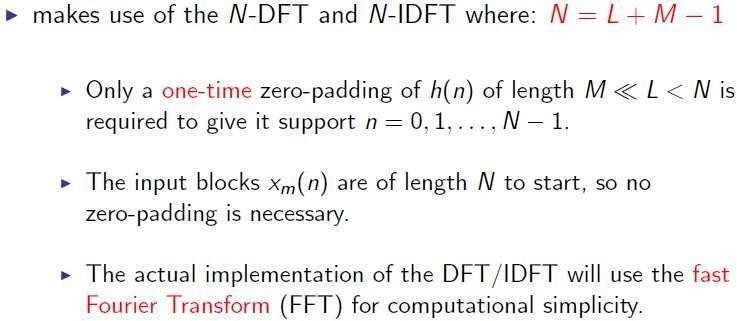 ▶ makes use of the N-DFT and N-IDFT where: N = L + M − 1
▶ Only a one-time zero-padding of h(n) of length M ≪ L < N is
required to give it support n = 0, 1, . . . , N − 1.
▶ The input blocks xₘ(n) are of length N to start, so no
zero-padding is necessary.
▶ The actual implementation of the DFT/IDFT will use the fast
Fourier Transform (FFT) for computational simplicity.